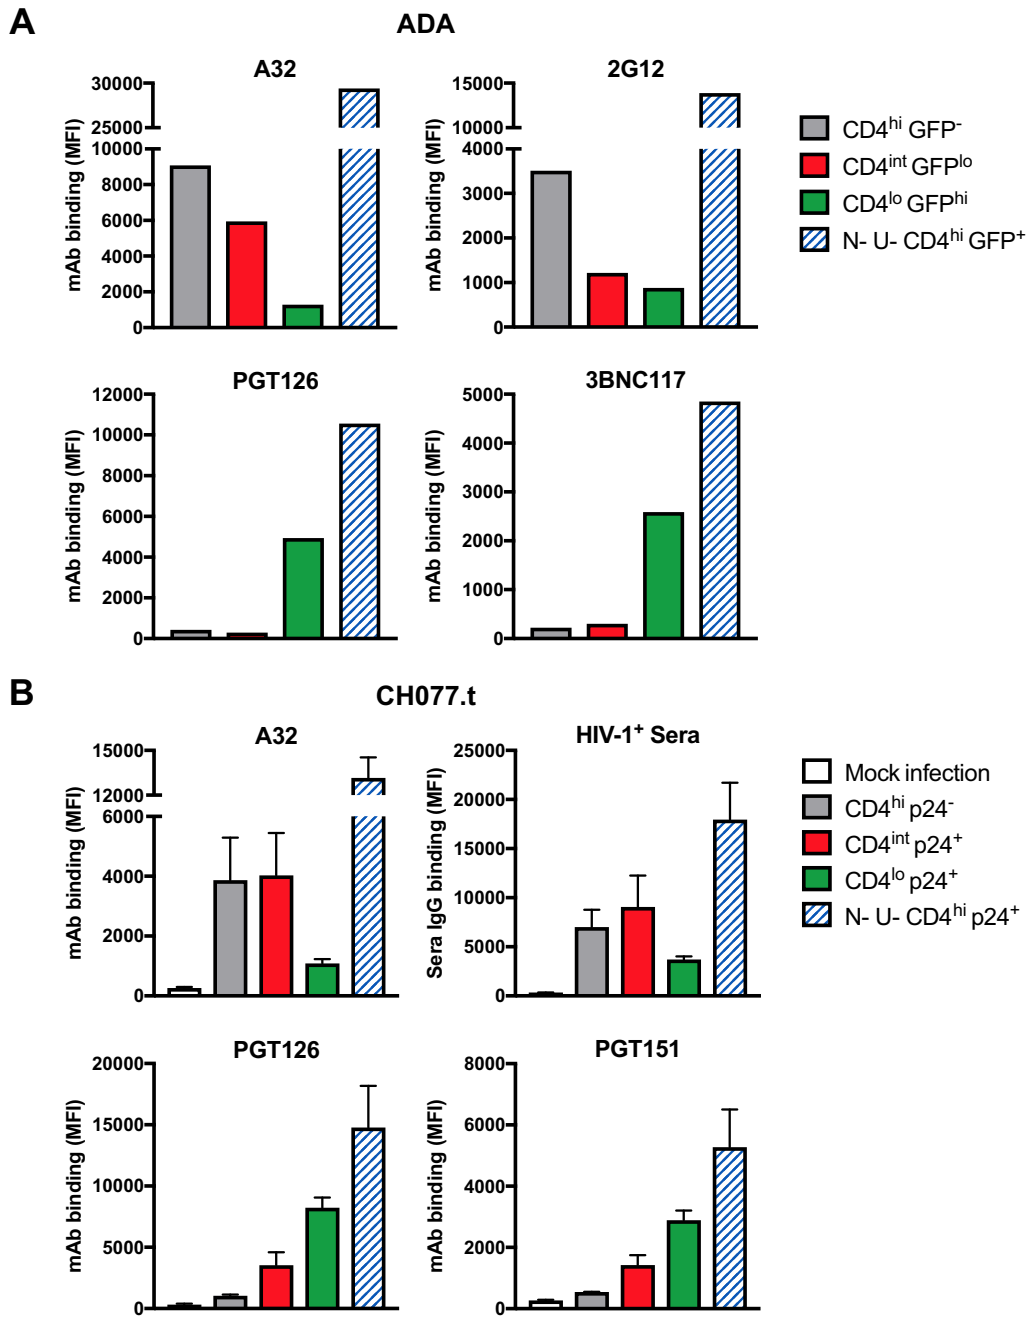 A
ADA
A32
mAb binding (MFI)
30000
25000
10000
8000
6000
4000
2000
0
2G12
mAb binding (MFI)
15000
10000
4000
3000
2000
1000
0
CD4hi GFP-
CD4int GFPlo
CD4lo GFPhi
N- U- CD4hi GFP+
PGT126
mAb binding (MFI)
12000
10000
8000
6000
4000
2000
0
3BNC117
mAb binding (MFI)
5000
4000
3000
2000
1000
0
B
CH077.t
A32
mAb binding (MFI)
15000
12000
6000
4000
2000
0
HIV-1+ Sera
Sera IgG binding (MFI)
25000
20000
15000
10000
5000
0
Mock infection
CD4hi p24-
CD4int p24+
CD4lo p24+
N- U- CD4hi p24+
PGT126
mAb binding (MFI)
20000
15000
10000
5000
0
PGT151
mAb binding (MFI)
8000
6000
4000
2000
0